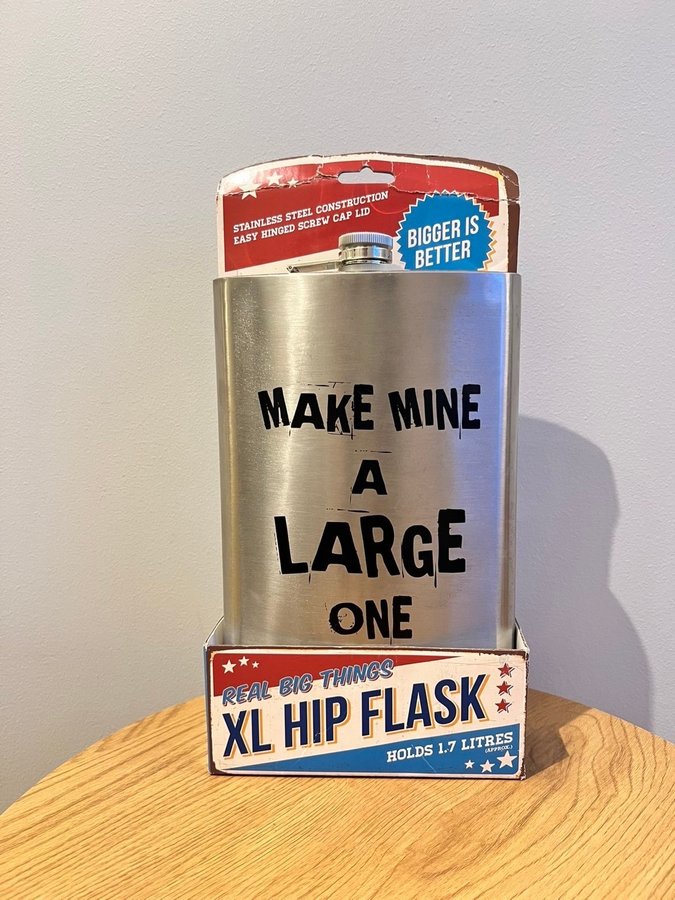 STAINLESS STEEL CONSTRUCTION
EASY HINGED SCREW CAP LID
BIGGER IS
BETTER
MAKE MINE
A
LARGE
ONE
REAL BIG THINGS
XL HIP FLASK
HOLDS 1.7 LITRES
(APPROX.)